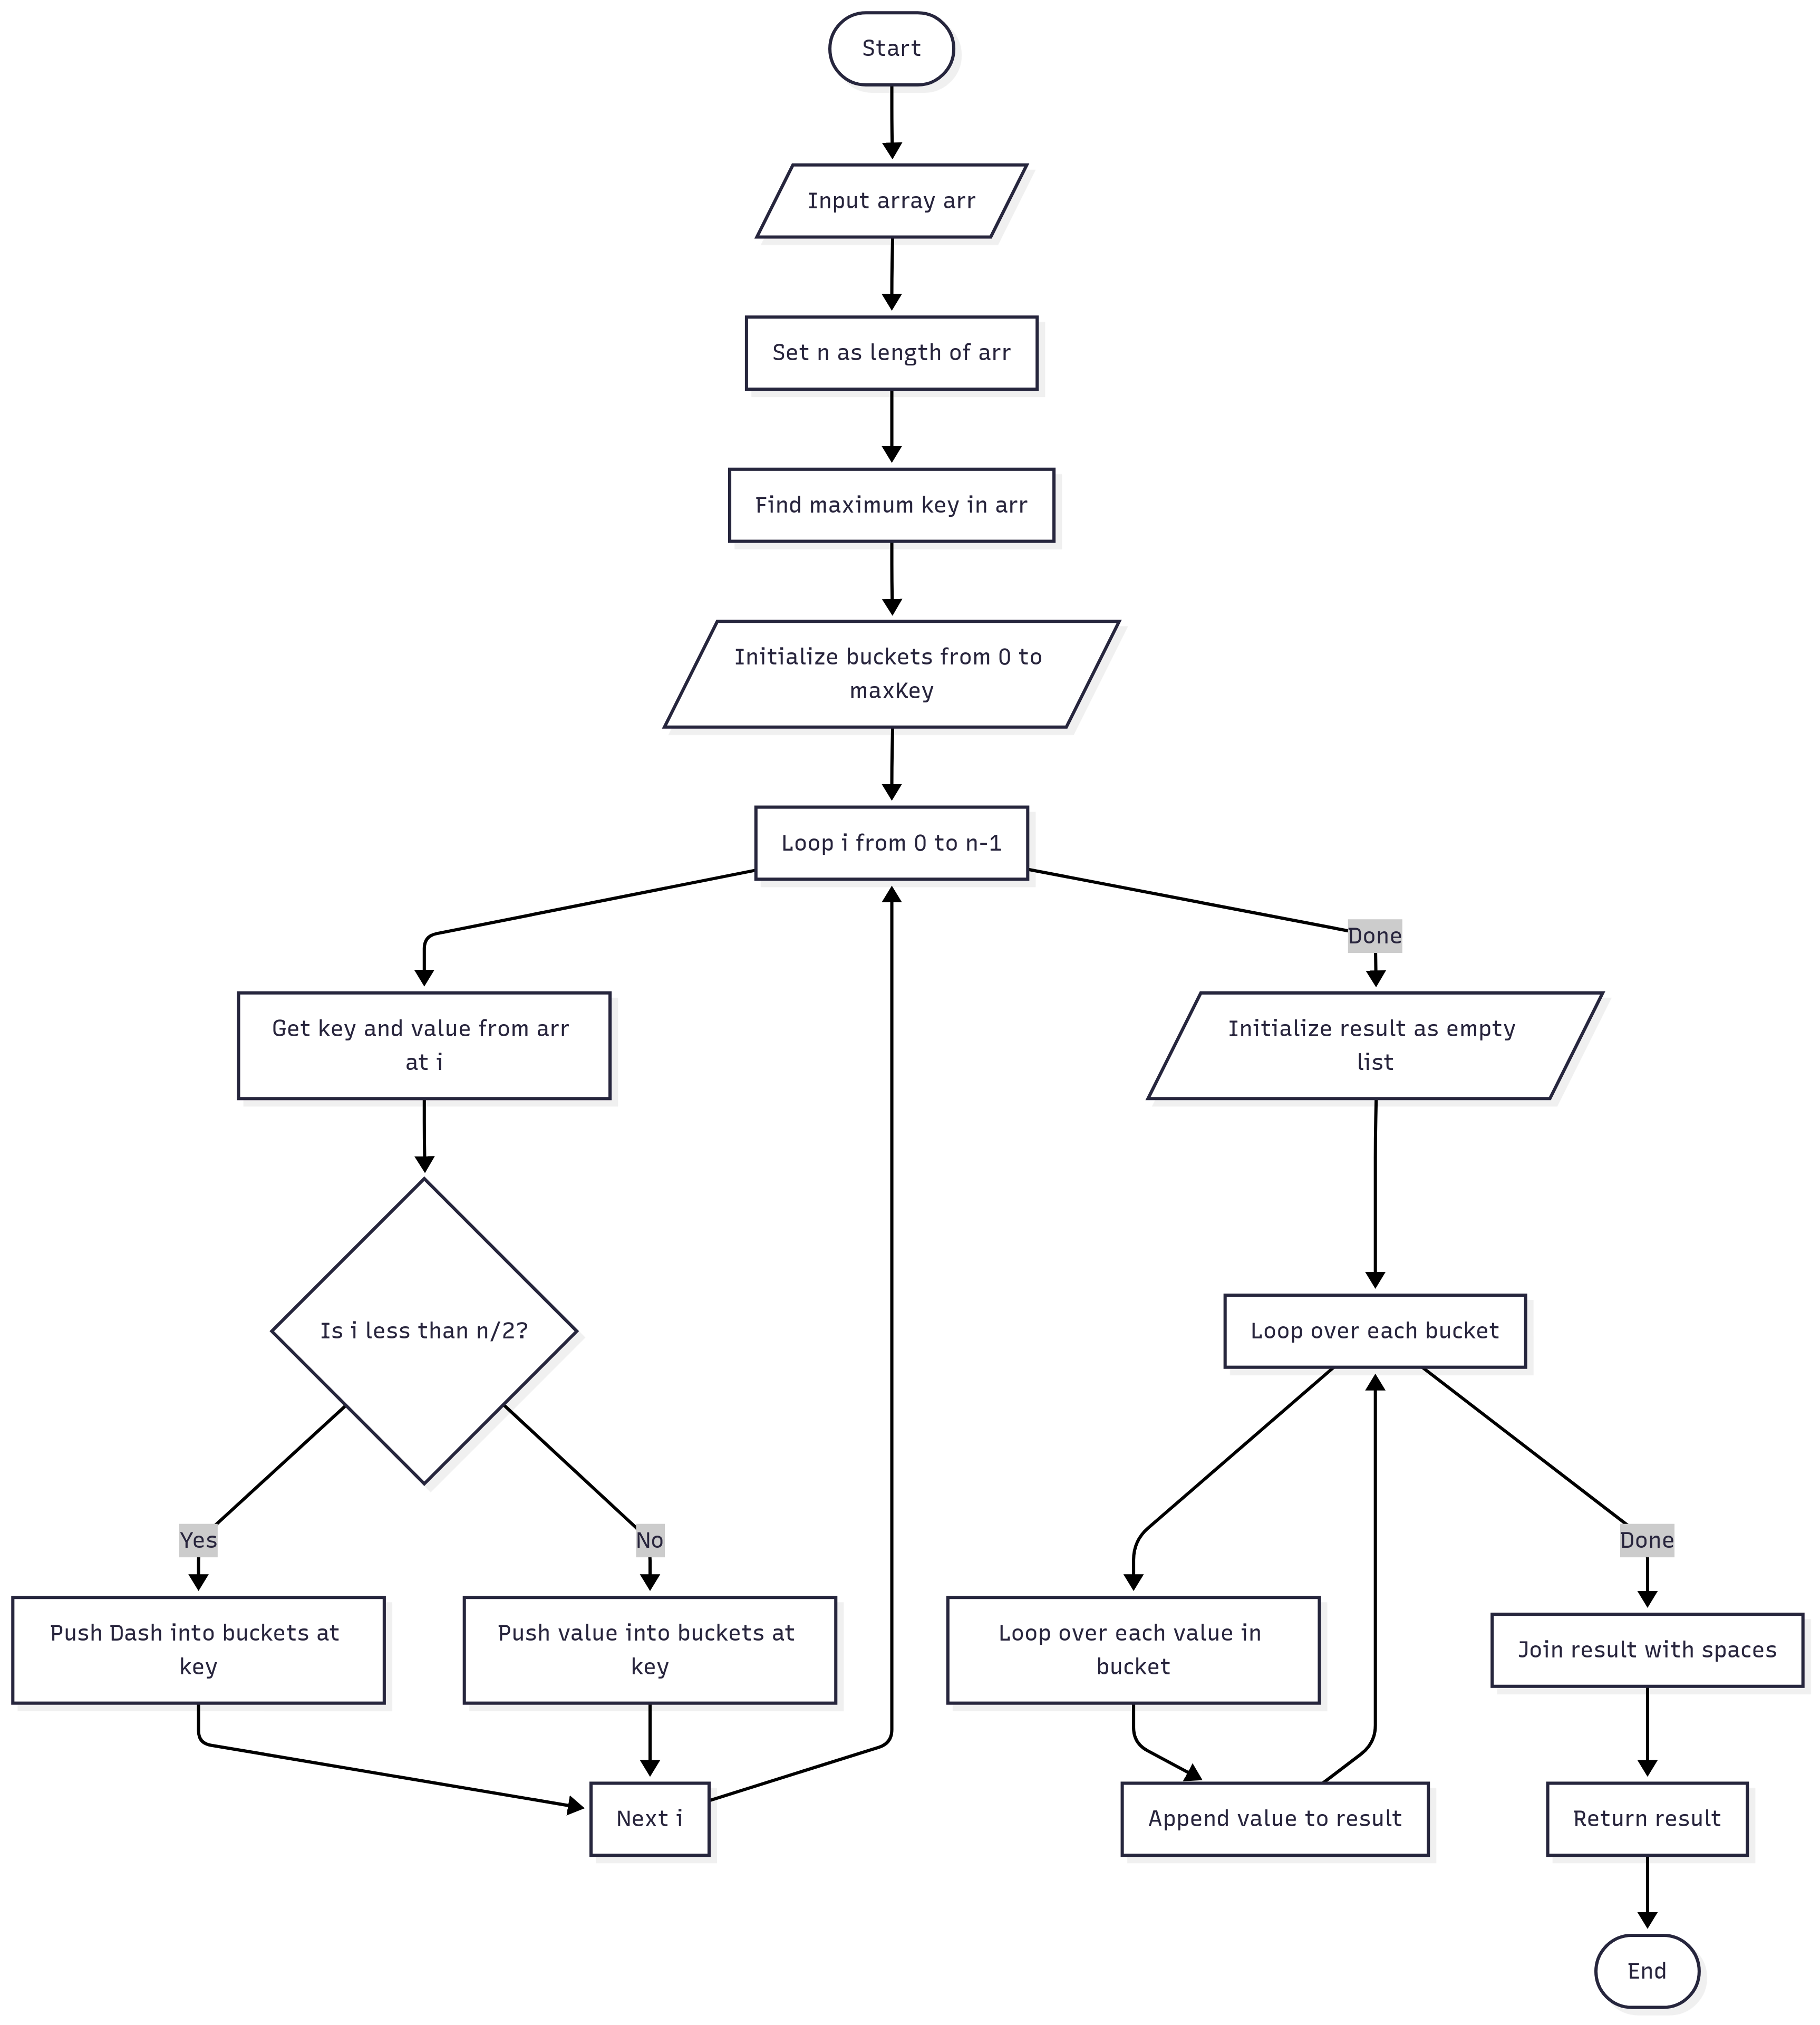 Start
Input array arr
Set n as length of arr
Find maximum key in arr
Initialize buckets from 0 to
maxKey
Loop i from 0 to n-1
Done
Get key and value from arr
at i
Initialize result as empty
list
Is i less than n/2?
Loop over each bucket
Yes
No
Done
Push Dash into buckets at
key
Push value into buckets at
key
Loop over each value in
bucket
Join result with spaces
Next i
Append value to result
Return result
End